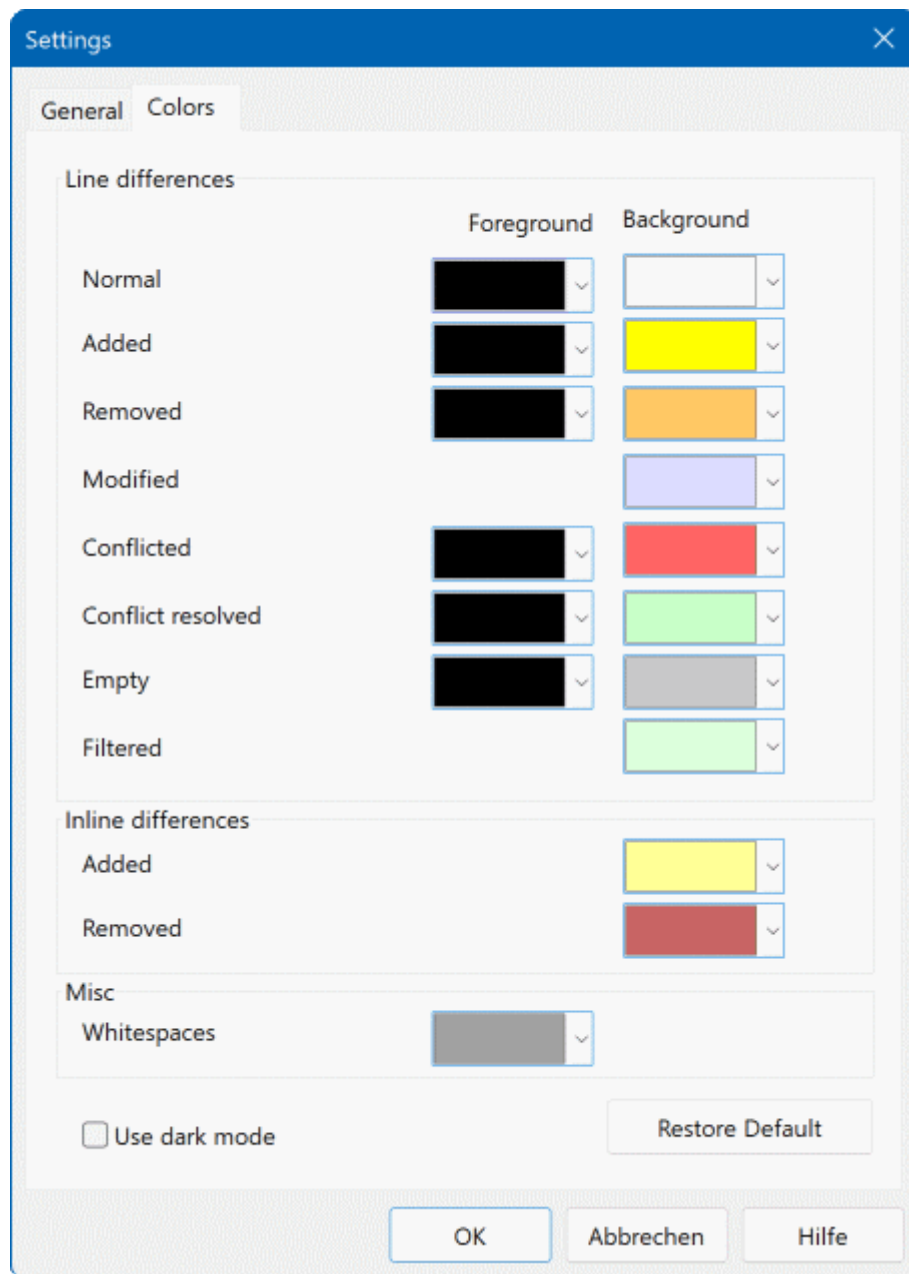 Settings
General Colors
Line differences
Foreground Background
Normal
Added
Removed
Modified
Conflicted
Conflict resolved
Empty
Filtered
Inline differences
Added
Removed
Misc
Whitespaces
Use dark mode Restore Default
OK Abbrechen Hilfe